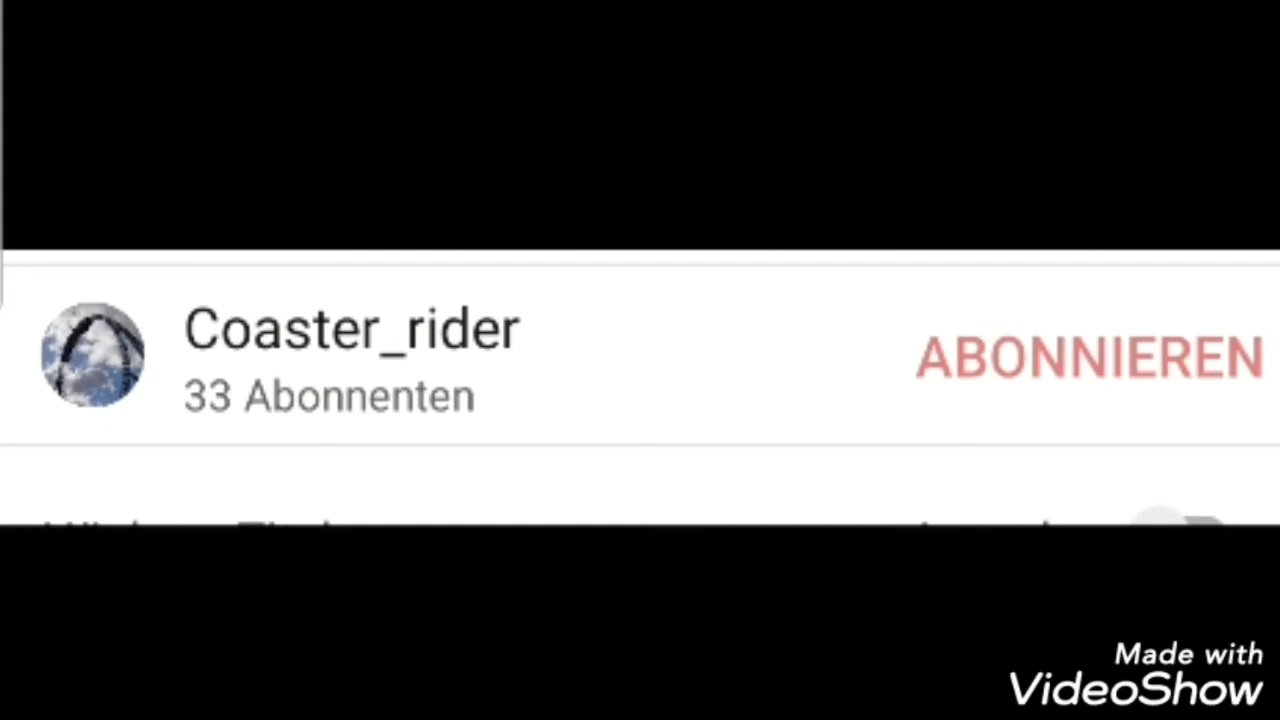 Coaster_rider
33 Abonnenten
ABONNIEREN
Made with
VideoShow